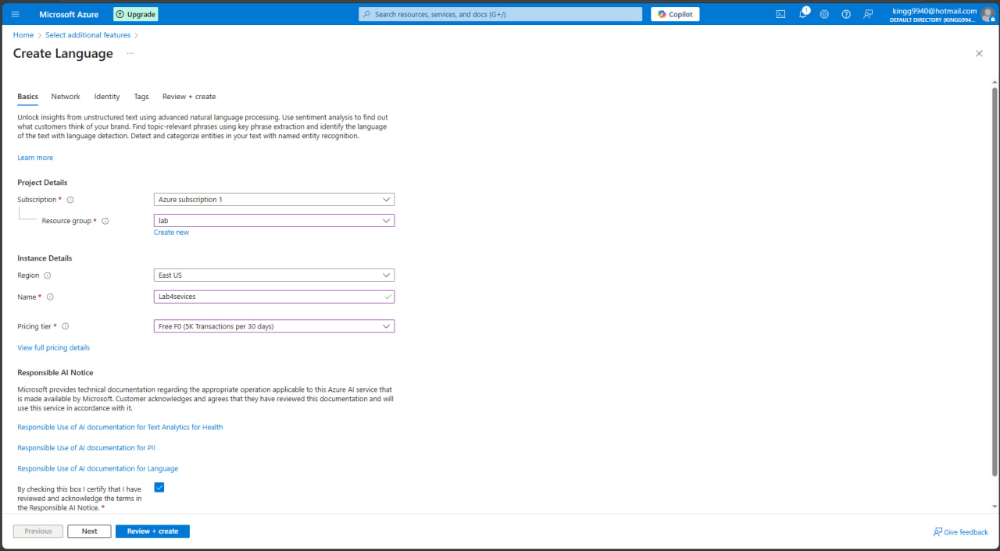 Microsoft Azure
Upgrade
Search resources, services, and docs (G+/)
Copilot
1
kingg9940@hotmail.com
DEFAULT DIRECTORY (KINGG994...
Home > Select additional features >
Create Language ...
Basics Network Identity Tags Review + create
Unlock insights from unstructured text using advanced natural language processing. Use sentiment analysis to find out
what customers think of your brand. Find topic-relevant phrases using key phrase extraction and identify the language
of the text with language detection. Detect and categorize entities in your text with named entity recognition.
Learn more
Project Details
Subscription * Azure subscription 1
Resource group * lab
Create new
Instance Details
Region East US
Name * Lab4sevices
Pricing tier * Free F0 (5K Transactions per 30 days)
View full pricing details
Responsible AI Notice
Microsoft provides technical documentation regarding the appropriate operation applicable to this Azure AI service that
is made available by Microsoft. Customer acknowledges and agrees that they have reviewed this documentation and will
use this service in accordance with it.
Responsible Use of AI documentation for Text Analytics for Health
Responsible Use of AI documentation for PII
Responsible Use of AI documentation for Language
By checking this box I certify that I have
reviewed and acknowledge the terms in
the Responsible AI Notice. *
Previous Next Review + create
Give feedback